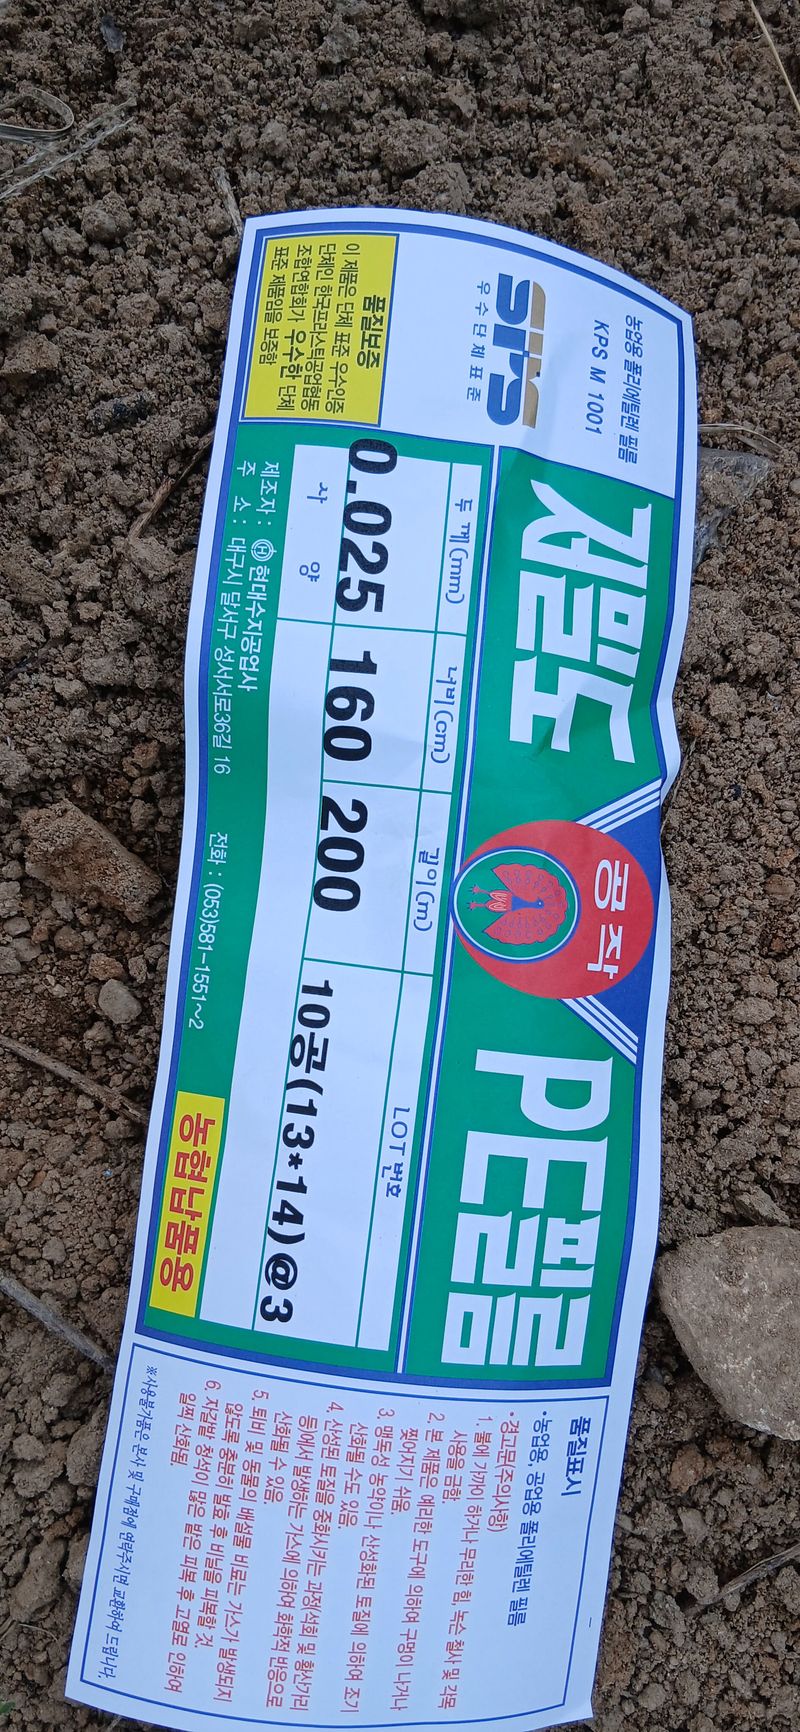 농업용 폴리에틸렌 필름
KPS M 1001
SPS
우수단체표준
품질보증
이 제품은 단체 표준 우수인증
단체인 한국프라스틱공업협동
조합연합회가 우수한 단체
표준 제품임을 보증함
저밀도
공작
PE필름
두께(mm)
너비(cm)
길이(m)
LOT번호
0.025
160
200
10공(13*14)@3
사 양
제조자 : 현대수지공업사
주 소 : 대구시 달서구 성서서로36길 16
전화 : (053)581-1551~2
농협납품용
품질표시
•농업용, 공업용 폴리에틸렌 필름
•경고문주의사항)
1. 불에 가까이 하거나 무리한 힘, 녹슨 철사 및 각목
사용을 금함.
2. 본 제품은 예리한 도구에 의하여 구멍이 나거나
찢어지기 쉬움.
3. 맹독성 농약이나 산성화된 토질에 의하여 조기
산화될 수도 있음.
4. 산성된 토질을 중화시키는 과정(석회 및 황산가리
등)에서 발생하는 가스에 의하여 화학적 반응으로
산화될 수 있음.
5. 퇴비 및 동물의 배설물 비료는 가스가 발생되지
않도록 충분히 발효 후 비닐을 피복할 것.
6. 자갈밭, 청석이 많은 밭은 피복 후 고열로 인하여
일찍 산화됨.
※사용불가품은 본사 및 구매점에 연락주시면 교환하여 드립니다.